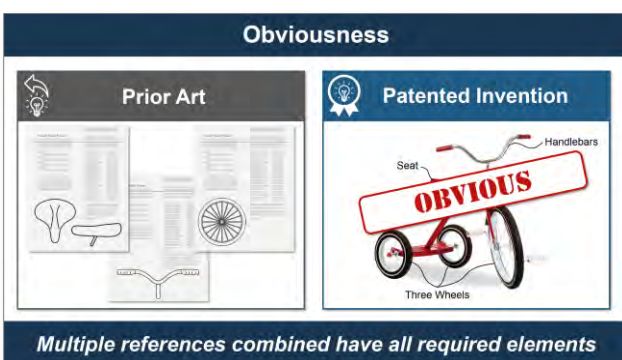 Obviousness
Prior Art
Patented Invention
Handlebars
Seat
OBVIOUS
Three Wheels
Multiple references combined have all required elements